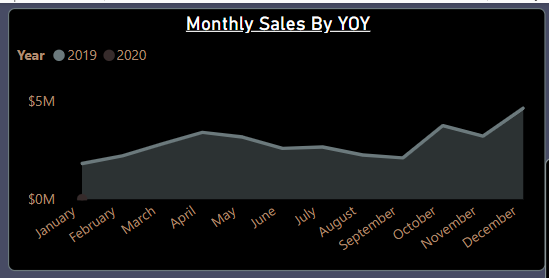 Monthly Sales By YOY
Year 2019 2020
$5M
$0M
January February March April May June July August September October November December